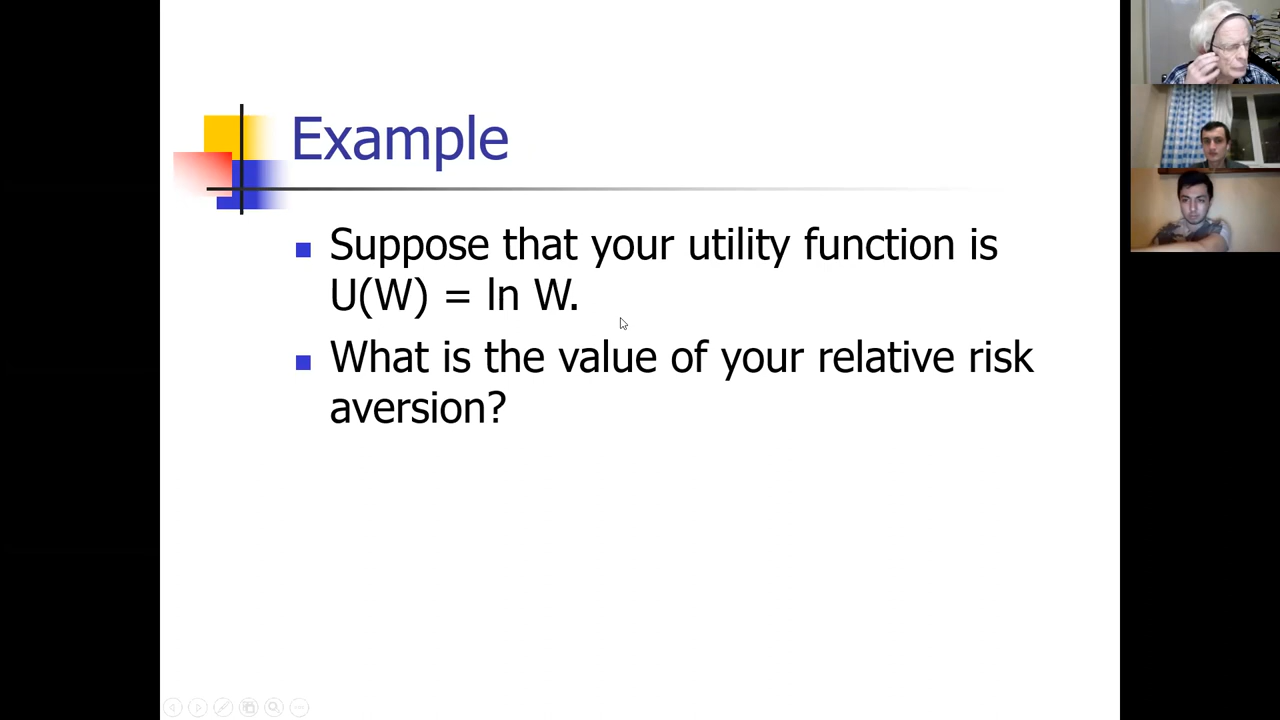 Example
Suppose that your utility function is
U(W) = ln W.
What is the value of your relative risk
aversion?